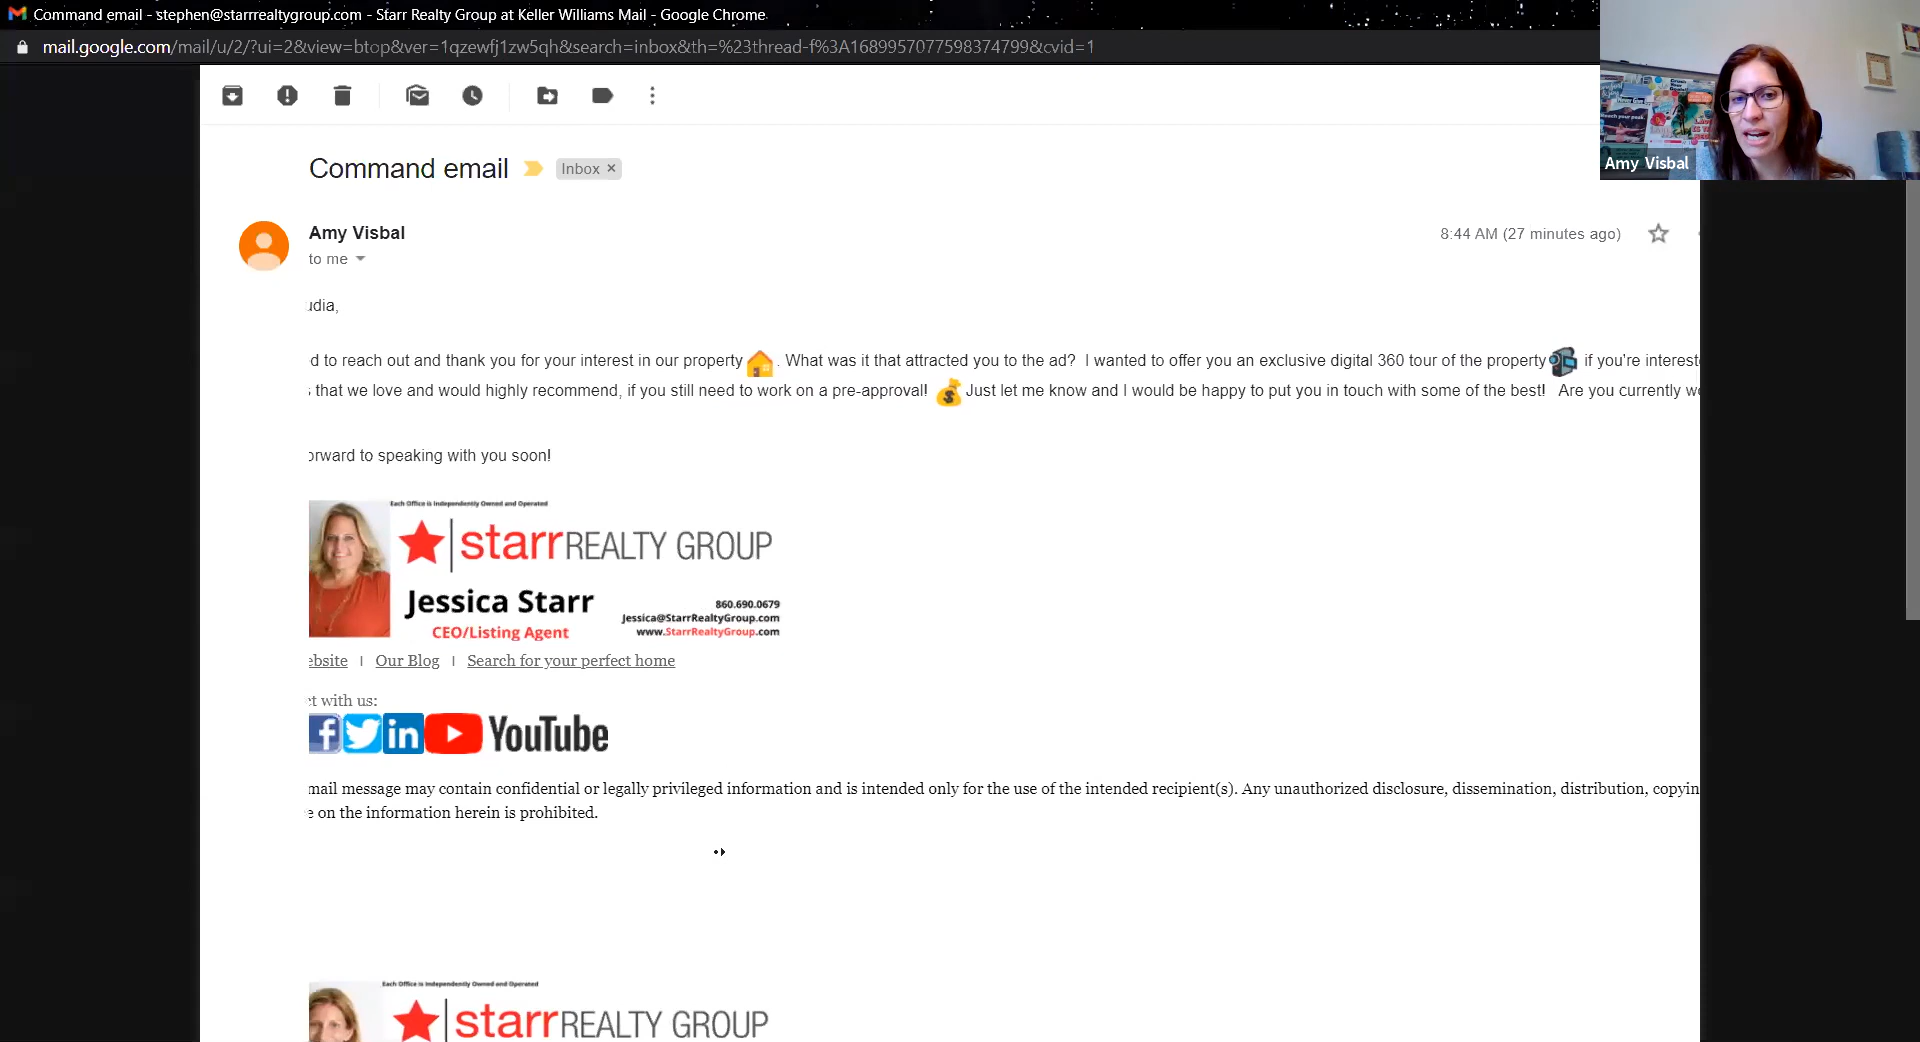 Command email - stephen@starrrealtygroup.com - Starr Realty Group at Keller Williams Mail - Google Chrome
mail.google.com/mail/u/2/?ui=2&view=btop&ver=1qzewfj1zw5qh&search=inbox&th=%23thread-f%3A1689957077598374799&cvid=1
Amy Visbal
Command email
Inbox ×
Amy Visbal
8:44 AM (27 minutes ago)
to me
udia,
d to reach out and thank you for your interest in our property . What was it that attracted you to the ad? I wanted to offer you an exclusive digital 360 tour of the property if you're intereste
s that we love and would highly recommend, if you still need to work on a pre-approval! Just let me know and I would be happy to put you in touch with some of the best! Are you currently wo
orward to speaking with you soon!
Each Office is Independently Owned and Operated
starr REALTY GROUP
Jessica Starr
860.690.0679
Jessica@StarrRealtyGroup.com
CEO/Listing Agent
www.StarrRealtyGroup.com
ebsite | Our Blog | Search for your perfect home
ct with us:
f in YouTube
mail message may contain confidential or legally privileged information and is intended only for the use of the intended recipient(s). Any unauthorized disclosure, dissemination, distribution, copyin
e on the information herein is prohibited.
Each Office is Independently Owned and Operated
starr REALTY GROUP